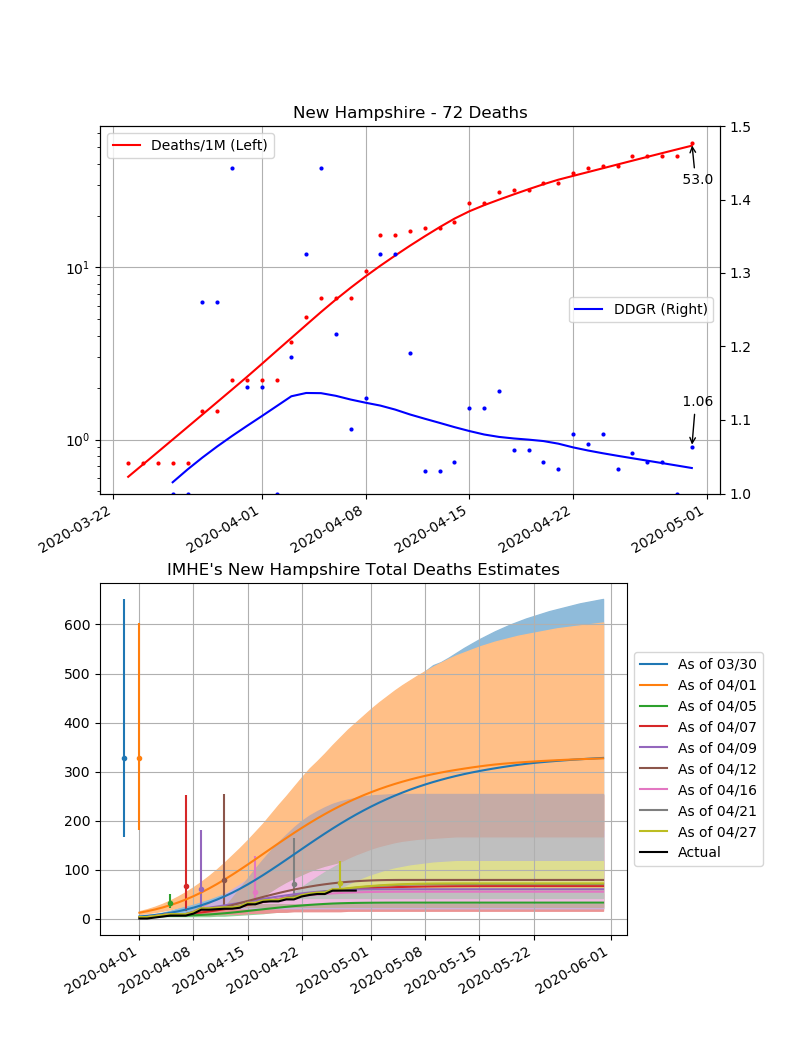 New Hampshire - 72 Deaths
Deaths/1M (Left)
DDGR (Right)
53.0
1.06
10¹
10⁰
1.5
1.4
1.3
1.2
1.1
1.0
2020-03-22
2020-04-01
2020-04-08
2020-04-15
2020-04-22
2020-05-01
IMHE's New Hampshire Total Deaths Estimates
600
500
400
300
200
100
0
2020-04-01
2020-04-08
2020-04-15
2020-04-22
2020-05-01
2020-05-08
2020-05-15
2020-05-22
2020-06-01
As of 03/30
As of 04/01
As of 04/05
As of 04/07
As of 04/09
As of 04/12
As of 04/16
As of 04/21
As of 04/27
Actual